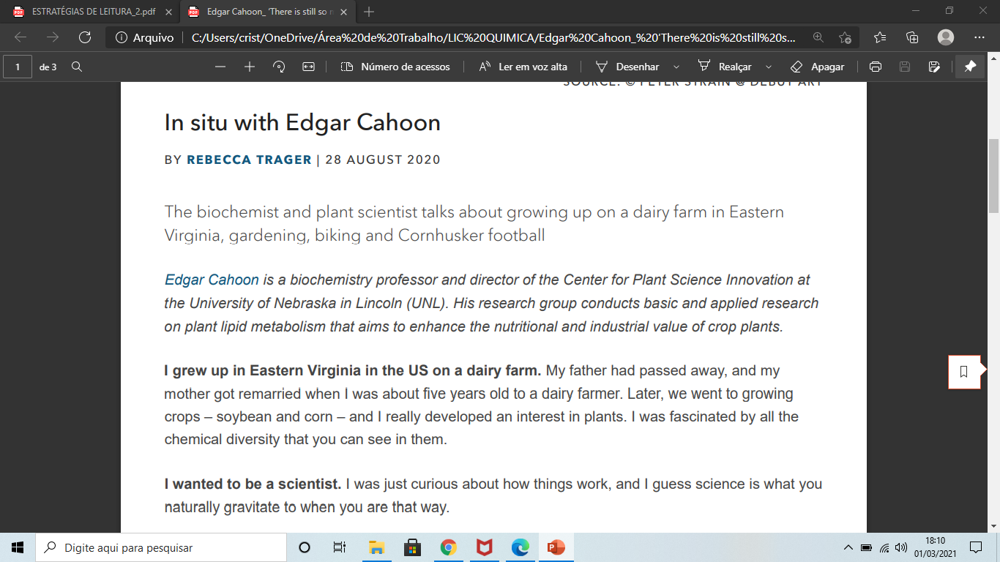 ESTRATÉGIAS DE LEITURA_2.pdf
Edgar Cahoon_ 'There is still so m
Arquivo
C:/Users/crist/OneDrive/Área%20de%20Trabalho/LIC%20QUIMICA/Edgar%20Cahoon_%20'There%20is%20still%20s...
1 de 3
Número de acessos
Ler em voz alta
Desenhar
Realçar
Apagar
SOURCE: © PETER STRAIN @ DEBUT ART
In situ with Edgar Cahoon
BY REBECCA TRAGER | 28 AUGUST 2020
The biochemist and plant scientist talks about growing up on a dairy farm in Eastern
Virginia, gardening, biking and Cornhusker football
Edgar Cahoon is a biochemistry professor and director of the Center for Plant Science Innovation at
the University of Nebraska in Lincoln (UNL). His research group conducts basic and applied research
on plant lipid metabolism that aims to enhance the nutritional and industrial value of crop plants.
I grew up in Eastern Virginia in the US on a dairy farm. My father had passed away, and my
mother got remarried when I was about five years old to a dairy farmer. Later, we went to growing
crops – soybean and corn – and I really developed an interest in plants. I was fascinated by all the
chemical diversity that you can see in them.
I wanted to be a scientist. I was just curious about how things work, and I guess science is what you
naturally gravitate to when you are that way.
Digite aqui para pesquisar
18:10
01/03/2021